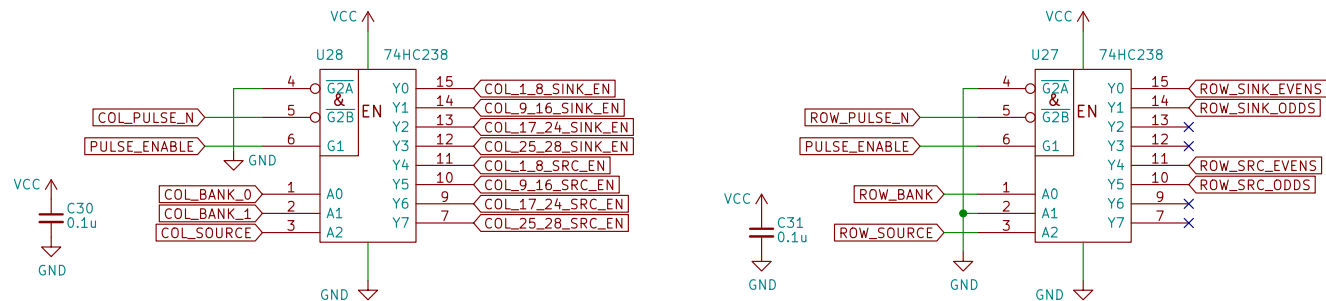 VCC
U28
74HC238
4
G2A
Y0
15
COL_1_8_SINK_EN
&
Y1
14
COL_9_16_SINK_EN
COL_PULSE_N
5
G2B
EN
Y2
13
COL_17_24_SINK_EN
PULSE_ENABLE
6
G1
Y3
12
COL_25_28_SINK_EN
GND
Y4
11
COL_1_8_SRC_EN
Y5
10
COL_9_16_SRC_EN
COL_BANK_0
1
A0
Y6
9
COL_17_24_SRC_EN
COL_BANK_1
2
A1
Y7
7
COL_25_28_SRC_EN
COL_SOURCE
3
A2
VCC
C30
0.1u
GND
GND
VCC
U27
74HC238
4
G2A
Y0
15
ROW_SINK_EVENS
&
Y1
14
ROW_SINK_ODDS
ROW_PULSE_N
5
G2B
EN
Y2
13
PULSE_ENABLE
6
G1
Y3
12
Y4
11
ROW_SRC_EVENS
Y5
10
ROW_SRC_ODDS
ROW_BANK
1
A0
Y6
9
2
A1
Y7
7
ROW_SOURCE
3
A2
VCC
C31
0.1u
GND
GND
GND